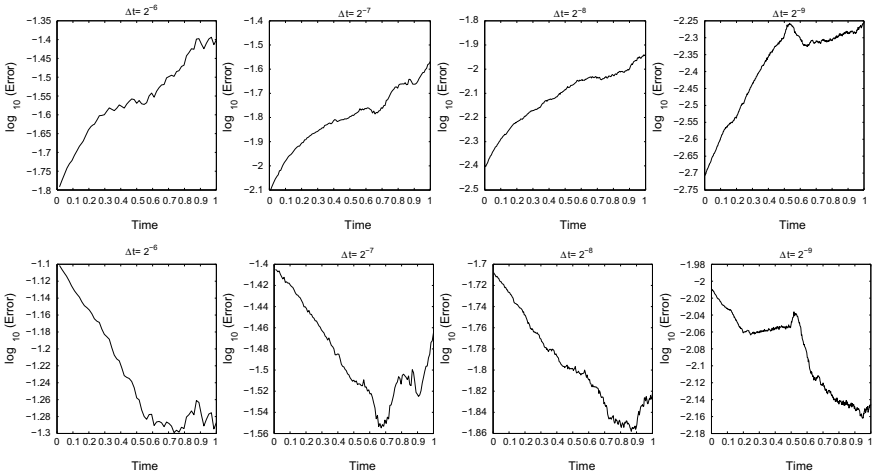 Δt= 2⁻⁶
−1.35
−1.4
−1.45
−1.5
−1.55
−1.6
−1.65
−1.7
−1.75
−1.8
0 0.1 0.2 0.3 0.4 0.5 0.6 0.7 0.8 0.9 1
Time
log ₁₀ (Error)
Δt= 2⁻⁷
−1.4
−1.5
−1.6
−1.7
−1.8
−1.9
−2
−2.1
0 0.1 0.2 0.3 0.4 0.5 0.6 0.7 0.8 0.9 1
Time
log ₁₀ (Error)
Δt= 2⁻⁸
−1.8
−1.9
−2
−2.1
−2.2
−2.3
−2.4
−2.5
0 0.1 0.2 0.3 0.4 0.5 0.6 0.7 0.8 0.9 1
Time
log ₁₀ (Error)
Δt= 2⁻⁹
−2.25
−2.3
−2.35
−2.4
−2.45
−2.5
−2.55
−2.6
−2.65
−2.7
−2.75
0 0.1 0.2 0.3 0.4 0.5 0.6 0.7 0.8 0.9 1
Time
log ₁₀ (Error)
Δt= 2⁻⁶
−1.1
−1.12
−1.14
−1.16
−1.18
−1.2
−1.22
−1.24
−1.26
−1.28
−1.3
0 0.1 0.2 0.3 0.4 0.5 0.6 0.7 0.8 0.9 1
Time
log ₁₀ (Error)
Δt= 2⁻⁷
−1.4
−1.42
−1.44
−1.46
−1.48
−1.5
−1.52
−1.54
−1.56
0 0.1 0.2 0.3 0.4 0.5 0.6 0.7 0.8 0.9 1
Time
log ₁₀ (Error)
Δt= 2⁻⁸
−1.7
−1.72
−1.74
−1.76
−1.78
−1.8
−1.82
−1.84
−1.86
0 0.1 0.2 0.3 0.4 0.5 0.6 0.7 0.8 0.9 1
Time
log ₁₀ (Error)
Δt= 2⁻⁹
−1.98
−2
−2.02
−2.04
−2.06
−2.08
−2.1
−2.12
−2.14
−2.16
−2.18
0 0.1 0.2 0.3 0.4 0.5 0.6 0.7 0.8 0.9 1
Time
log ₁₀ (Error)